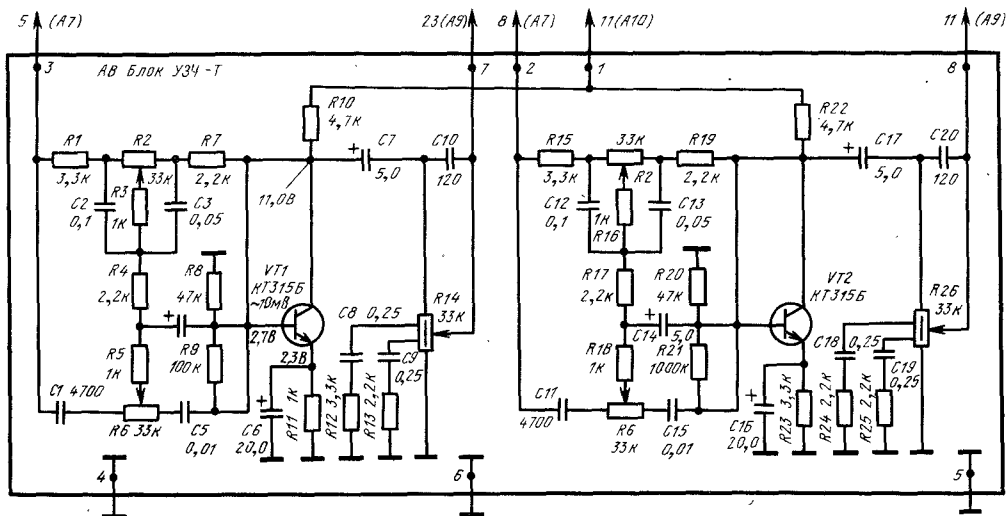 5 (А7)
23(А9)
8 (А7)
11(А10)
11 (А9)
3
АВ Блок УЗЧ-Т
7
2
1
8
R10
4,7к
R22
4,7к
R1
R2
R7
+
C7
C10
R15
33к
R19
+
C17
C20
3,3к
33к
2,2к
5,0
120
3,3к
R2
2,2к
5,0
120
C2
0,1
R3
1к
C3
0,05
11,0В
C12
0,1
1к
R16
C13
0,05
R4
2,2к
R8
47к
VT1
КТ315Б
~10мВ
R14
33к
R17
2,2к
R20
47к
VT2
КТ315Б
R26
33к
C8 0,25
+
2,7В
2,3В
C9
0,25
+
C14
5,0
C18
0,25
C19
0,25
R5
1к
R9
100к
R18
1к
R21
1000к
C1 4700
R6 33к
C5
0,01
+
C6
20,0
R11 1к
R12 3,3к
R13 2,2к
C11
4700
R6
33к
C15
0,01
+
C16
20,0
R23 3,3к
R24 2,2к
R25 2,2к
4
6
5